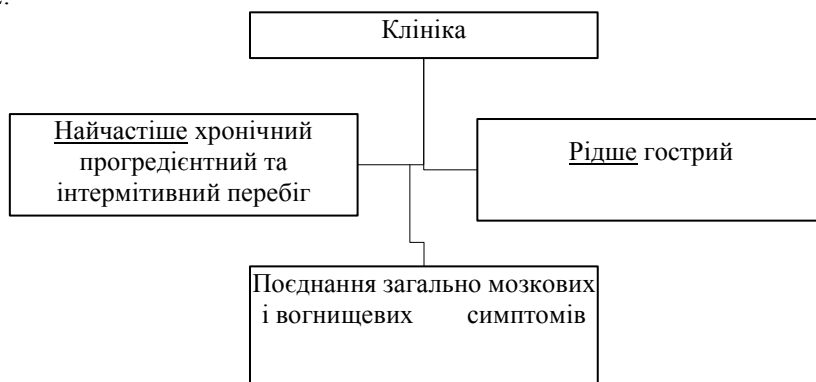 Клініка
Найчастіше хронічний
прогредієнтний та
інтермітивний перебіг
Рідше гострий
Поєднання загально мозкових
і вогнищевих симптомів